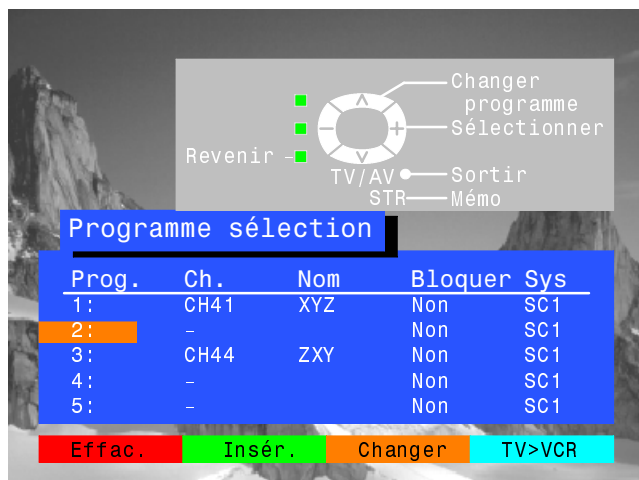 Changer
programme
Sélectionner
Revenir
TV/AV Sortir
STR Mémo
Programme sélection
Prog. Ch. Nom Bloquer Sys
1: CH41 XYZ Non SC1
2: – Non SC1
3: CH44 ZXY Non SC1
4: – Non SC1
5: – Non SC1
Effac. Insér. Changer TV>VCR